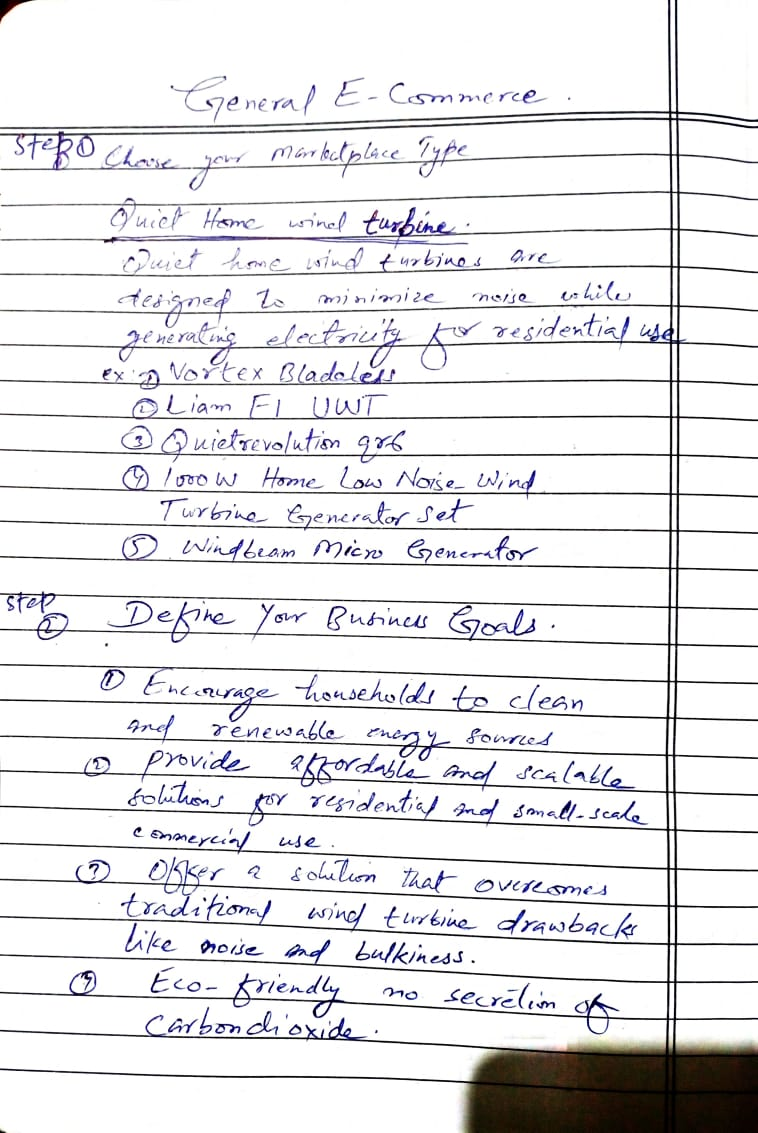 General E-Commerce.
Step ① Choose your Marketplace Type
Quiet Home wind turbine.
Quiet home wind turbines are
designed to minimize noise while
generating electricity for residential use
ex: ① Vortex Bladeless
② Liam F1 UWT
③ Quietrevolution qr6
④ 1000W Home Low Noise Wind
Turbine Generator Set
⑤ Windbeam Micro Generator
Step
② Define Your Business Goals.
① Encourage households to clean
and renewable energy sources
② provide affordable and scalable
solutions for residential and small-scale
commercial use.
③ Offer a solution that overcomes
traditional wind turbine drawbacks
like noise and bulkiness.
④ Eco-friendly no secretion of
Carbondioxide.